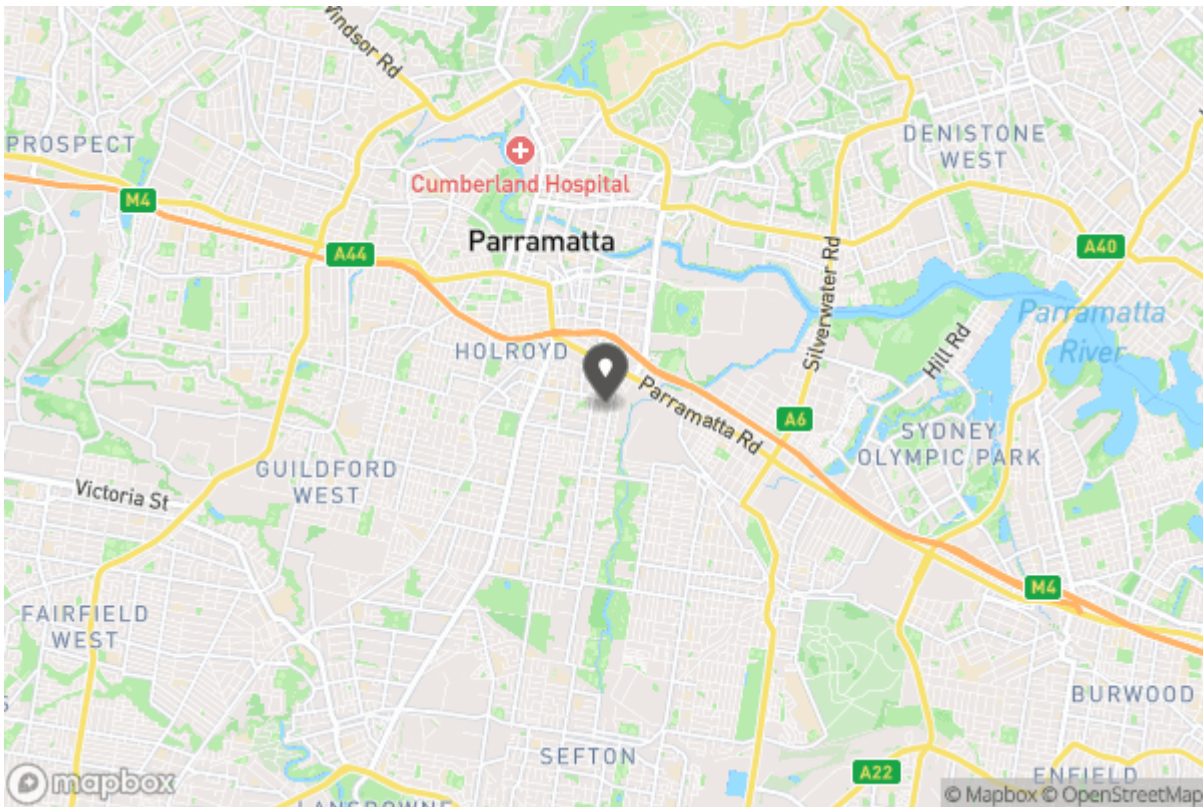 Windsor Rd
PROSPECT
DENISTONE
WEST
Cumberland Hospital
M4
Parramatta
A44
A40
Silverwater Rd
Parramatta
River
Hill Rd
HOLROYD
Parramatta Rd
A6
SYDNEY
OLYMPIC PARK
GUILDFORD
WEST
Victoria St
M4
FAIRFIELD
WEST
BURWOOD
SEFTON
A22
ENFIELD
mapbox
LANSDOWNE
© Mapbox © OpenStreetMap